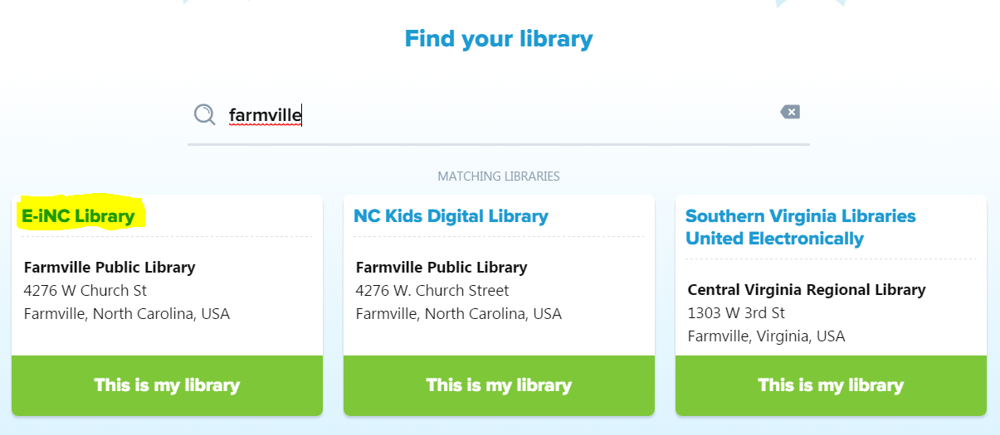 Find your library
farmville
MATCHING LIBRARIES
E-iNC Library
Farmville Public Library
4276 W Church St
Farmville, North Carolina, USA
This is my library
NC Kids Digital Library
Farmville Public Library
4276 W. Church Street
Farmville, North Carolina, USA
This is my library
Southern Virginia Libraries
United Electronically
Central Virginia Regional Library
1303 W 3rd St
Farmville, Virginia, USA
This is my library